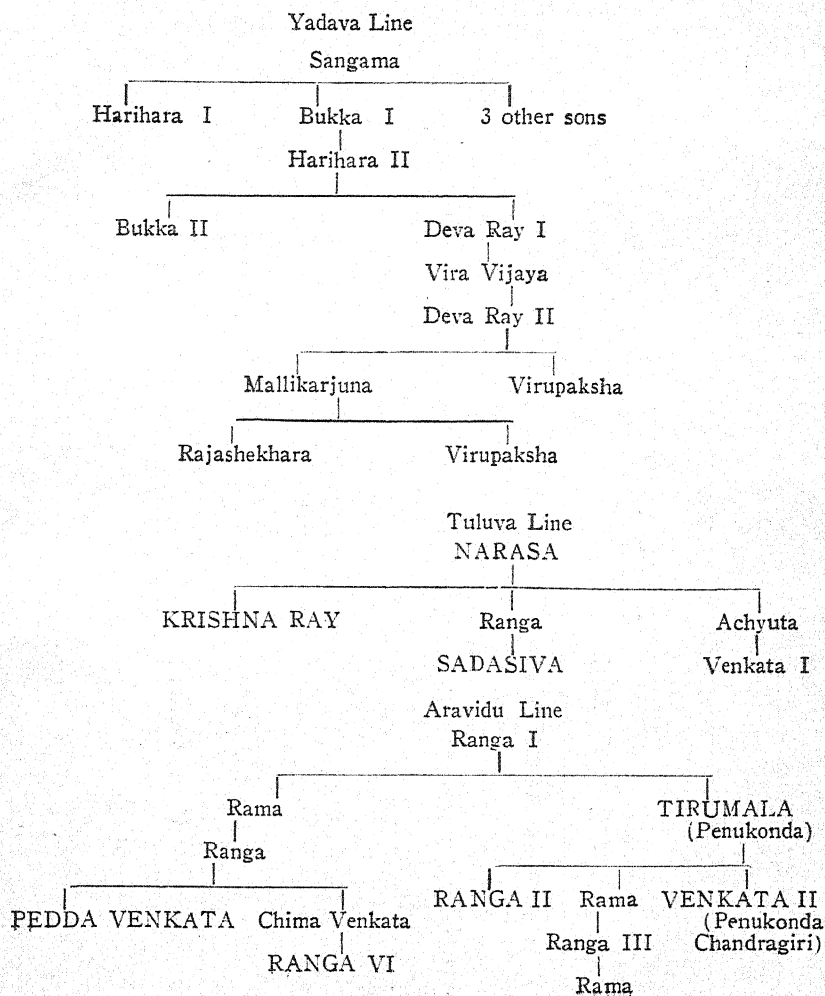 Yadava Line
Sangama
Harihara I Bukka I 3 other sons
Harihara II
Bukka II Deva Ray I
Vira Vijaya
Deva Ray II
Mallikarjuna Virupaksha
Rajashekhara Virupaksha
Tuluva Line
NARASA
KRISHNA RAY Ranga Achyuta
SADASIVA Venkata I
Aravidu Line
Ranga I
Rama TIRUMALA
(Penukonda)
Ranga
RANGA II Rama VENKATA II
PEDDA VENKATA Chima Venkata (Penukonda
Ranga III Chandragiri)
RANGA VI
Rama